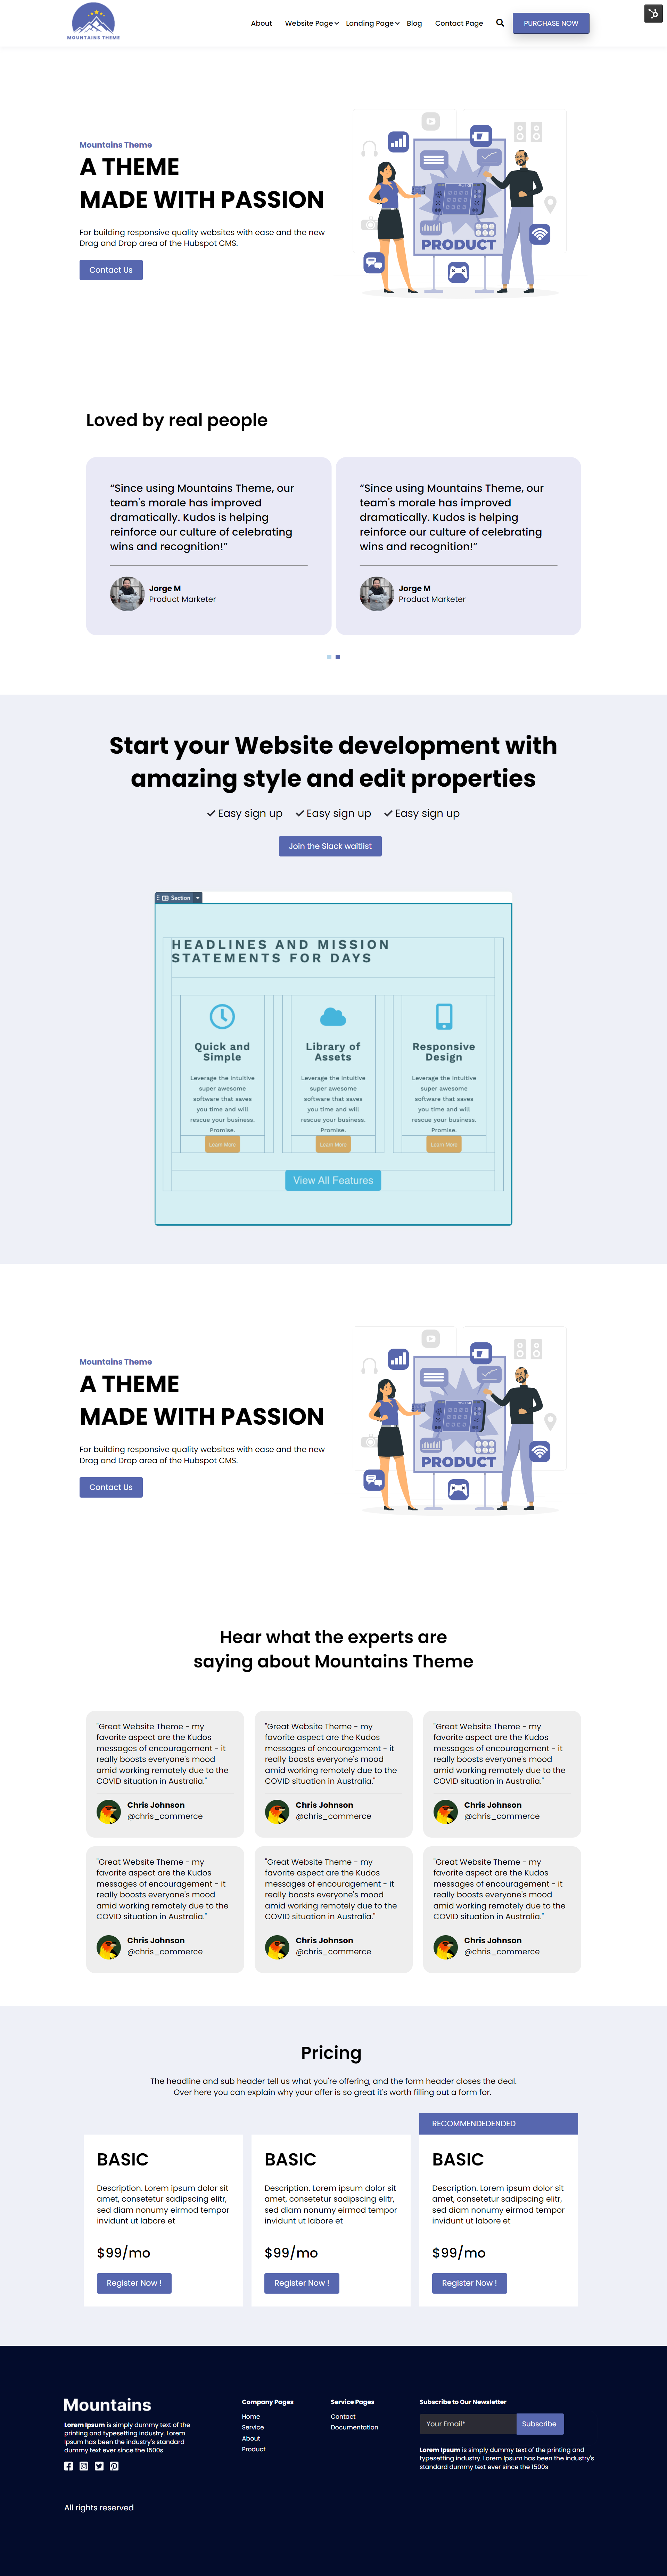 MOUNTAINS THEME
About Website Page Landing Page Blog Contact Page PURCHASE NOW
Mountains Theme
A THEME
MADE WITH PASSION
For building responsive quality websites with ease and the new
Drag and Drop area of the Hubspot CMS.
Contact Us
PRODUCT
Loved by real people
“Since using Mountains Theme, our
team's morale has improved
dramatically. Kudos is helping
reinforce our culture of celebrating
wins and recognition!”
Jorge M
Product Marketer
“Since using Mountains Theme, our
team's morale has improved
dramatically. Kudos is helping
reinforce our culture of celebrating
wins and recognition!”
Jorge M
Product Marketer
Start your Website development with
amazing style and edit properties
Easy sign up Easy sign up Easy sign up
Join the Slack waitlist
Section
HEADLINES AND MISSION
STATEMENTS FOR DAYS
Quick and
Simple
Leverage the intuitive
super awesome
software that saves
you time and will
rescue your business.
Promise.
Learn More
Library of
Assets
Leverage the intuitive
super awesome
software that saves
you time and will
rescue your business.
Promise.
Learn More
Responsive
Design
Leverage the intuitive
super awesome
software that saves
you time and will
rescue your business.
Promise.
Learn More
View All Features
Mountains Theme
A THEME
MADE WITH PASSION
For building responsive quality websites with ease and the new
Drag and Drop area of the Hubspot CMS.
Contact Us
PRODUCT
Hear what the experts are
saying about Mountains Theme
"Great Website Theme - my
favorite aspect are the Kudos
messages of encouragement - it
really boosts everyone's mood
amid working remotely due to the
COVID situation in Australia."
Chris Johnson
@chris_commerce
"Great Website Theme - my
favorite aspect are the Kudos
messages of encouragement - it
really boosts everyone's mood
amid working remotely due to the
COVID situation in Australia."
Chris Johnson
@chris_commerce
"Great Website Theme - my
favorite aspect are the Kudos
messages of encouragement - it
really boosts everyone's mood
amid working remotely due to the
COVID situation in Australia."
Chris Johnson
@chris_commerce
"Great Website Theme - my
favorite aspect are the Kudos
messages of encouragement - it
really boosts everyone's mood
amid working remotely due to the
COVID situation in Australia."
Chris Johnson
@chris_commerce
"Great Website Theme - my
favorite aspect are the Kudos
messages of encouragement - it
really boosts everyone's mood
amid working remotely due to the
COVID situation in Australia."
Chris Johnson
@chris_commerce
"Great Website Theme - my
favorite aspect are the Kudos
messages of encouragement - it
really boosts everyone's mood
amid working remotely due to the
COVID situation in Australia."
Chris Johnson
@chris_commerce
Pricing
The headline and sub header tell us what you're offering, and the form header closes the deal.
Over here you can explain why your offer is so great it's worth filling out a form for.
BASIC
Description. Lorem ipsum dolor sit
amet, consetetur sadipscing elitr,
sed diam nonumy eirmod tempor
invidunt ut labore et
$99/mo
Register Now !
BASIC
Description. Lorem ipsum dolor sit
amet, consetetur sadipscing elitr,
sed diam nonumy eirmod tempor
invidunt ut labore et
$99/mo
Register Now !
RECOMMENDEDENDED
BASIC
Description. Lorem ipsum dolor sit
amet, consetetur sadipscing elitr,
sed diam nonumy eirmod tempor
invidunt ut labore et
$99/mo
Register Now !
Mountains
Lorem Ipsum is simply dummy text of the
printing and typesetting industry. Lorem
Ipsum has been the industry's standard
dummy text ever since the 1500s
Company Pages
Home
Service
About
Product
Service Pages
Contact
Documentation
Subscribe to Our Newsletter
Your Email*
Subscribe
Lorem Ipsum is simply dummy text of the printing and
typesetting industry. Lorem Ipsum has been the industry's
standard dummy text ever since the 1500s
All rights reserved